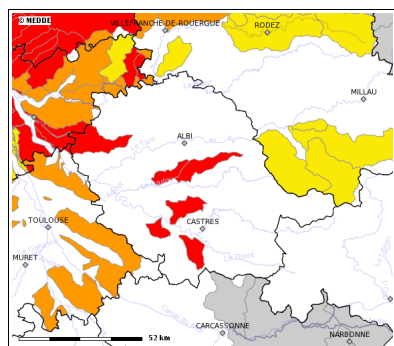 © MEDDE
VILLEFRANCHE-DE-ROUERGUE
RODEZ
MILLAU
ALBI
CASTRES
TOULOUSE
MURET
CARCASSONNE
NARBONNE
52 km